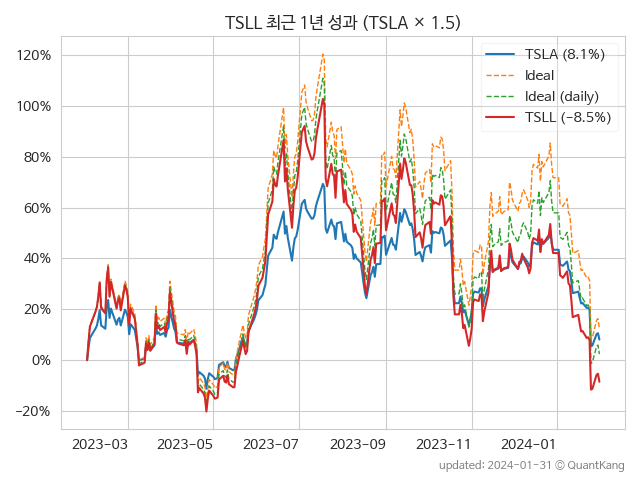 TSLL 최근 1년 성과 (TSLA × 1.5)
120%
100%
80%
60%
40%
20%
0%
−20%
TSLA (8.1%)
Ideal
Ideal (daily)
TSLL (−8.5%)
2023-03
2023-05
2023-07
2023-09
2023-11
2024-01
updated: 2024-01-31 © QuantKang